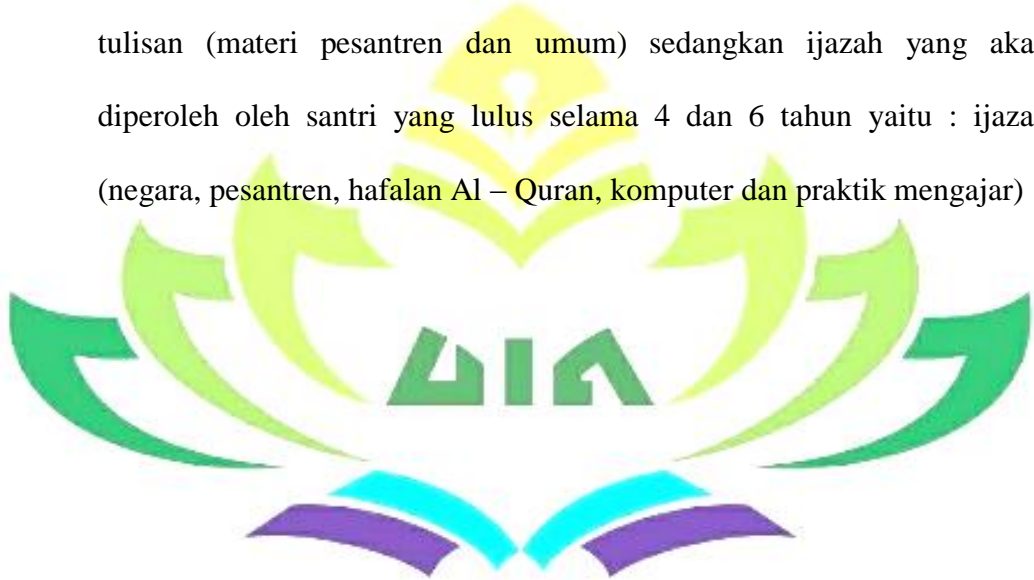 tulisan (materi pesantren dan umum) sedangkan ijazah yang aka
diperoleh oleh santri yang lulus selama 4 dan 6 tahun yaitu : ijaza
(negara, pesantren, hafalan Al – Quran, komputer dan praktik mengajar)
UIN